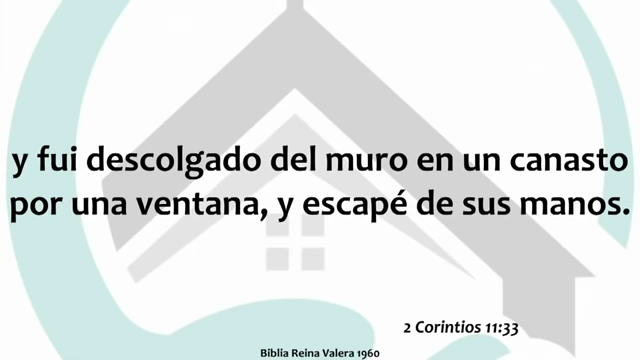 y fui descolgado del muro en un canasto
por una ventana, y escapé de sus manos.
2 Corintios 11:33
Biblia Reina Valera 1960